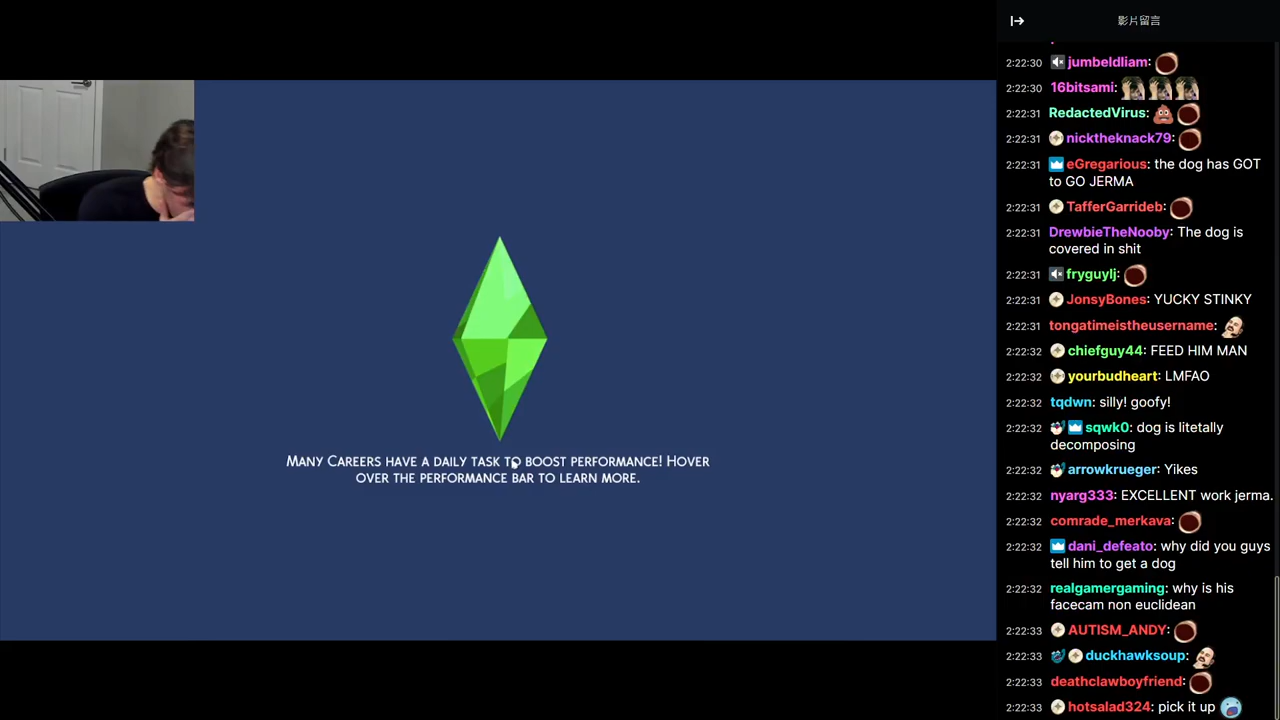 影片留言
2:22:30 jumbeldliam:
2:22:30 16bitsami:
2:22:31 RedactedVirus:
2:22:31 nicktheknack79:
2:22:31 eGregarious: the dog has GOT
to GO JERMA
2:22:31 TafferGarrideb:
2:22:31 DrewbieTheNooby: The dog is
covered in shit
2:22:31 fryguylj:
2:22:31 JonsyBones: YUCKY STINKY
2:22:31 tongatimeistheusername:
2:22:32 chiefguy44: FEED HIM MAN
2:22:32 yourbudheart: LMFAO
2:22:32 tqdwn: silly! goofy!
2:22:32 sqwk0: dog is litetally
decomposing
2:22:32 arrowkrueger: Yikes
2:22:32 nyarg333: EXCELLENT work jerma.
2:22:32 comrade_merkava:
2:22:32 dani_defeato: why did you guys
tell him to get a dog
2:22:32 realgamergaming: why is his
facecam non euclidean
2:22:33 AUTISM_ANDY:
2:22:33 duckhawksoup:
2:22:33 deathclawboyfriend:
2:22:33 hotsalad324: pick it up
MANY CAREERS HAVE A DAILY TASK TO BOOST PERFORMANCE! HOVER
OVER THE PERFORMANCE BAR TO LEARN MORE.